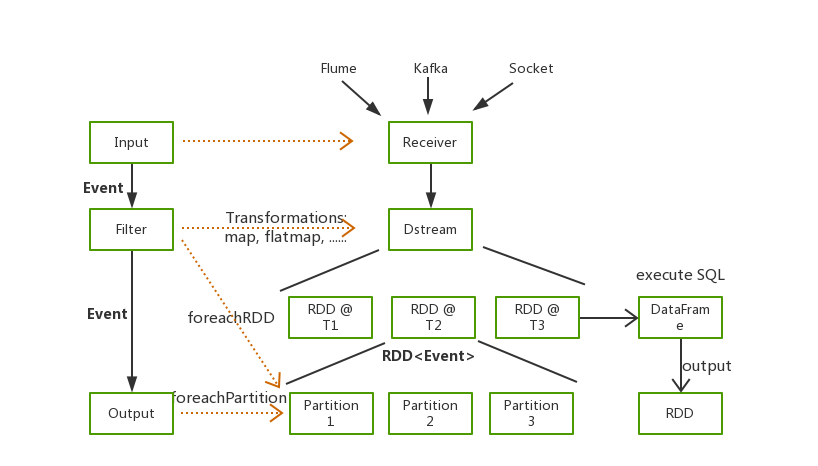 Flume
Kafka
Socket
Input
Receiver
Event
Filter
Transformations:
map, flatmap, ......
Dstream
execute SQL
Event
foreachRDD
RDD @
T1
RDD @
T2
RDD @
T3
DataFram
e
RDD<Event>
output
foreachPartition
Output
Partition
1
Partition
2
Partition
3
RDD